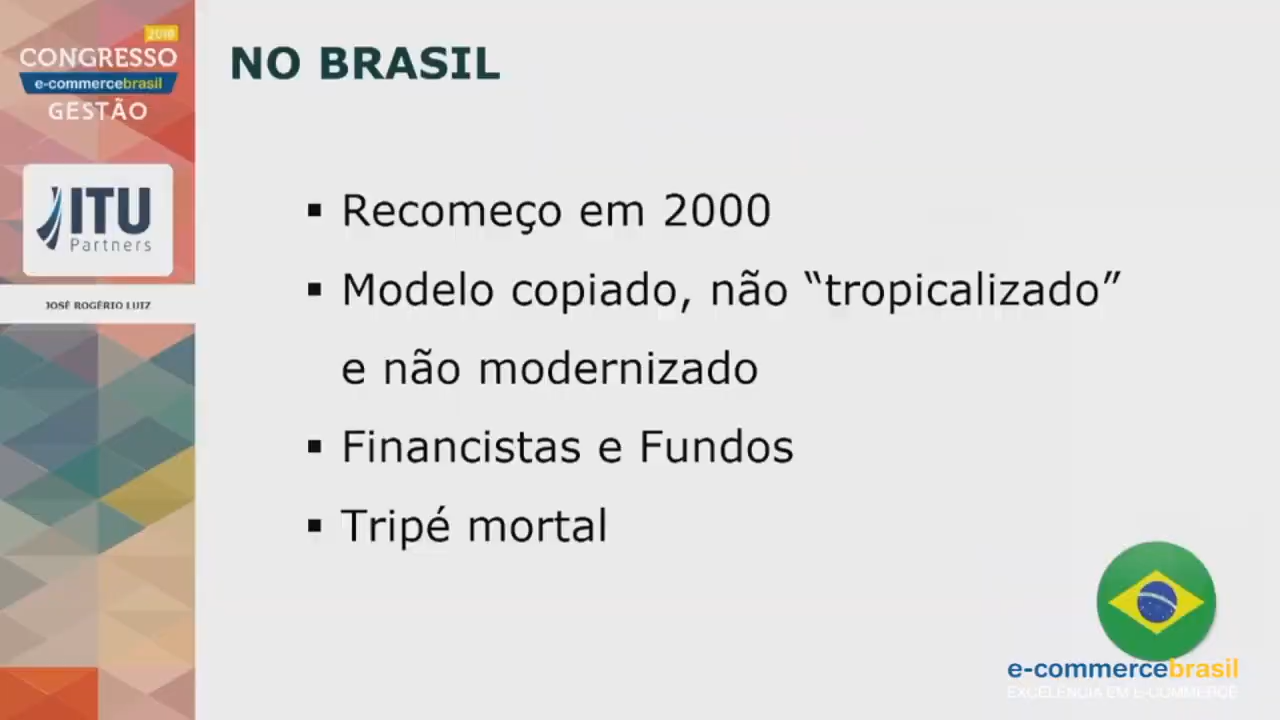 2016
CONGRESSO
e-commercebrasil
GESTÃO
ITU
Partners
JOSÉ ROGÉRIO LUIZ
NO BRASIL
▪ Recomeço em 2000
▪ Modelo copiado, não “tropicalizado”
e não modernizado
▪ Financistas e Fundos
▪ Tripé mortal
e-commercebrasil
EXCELÊNCIA EM E-COMMERCE